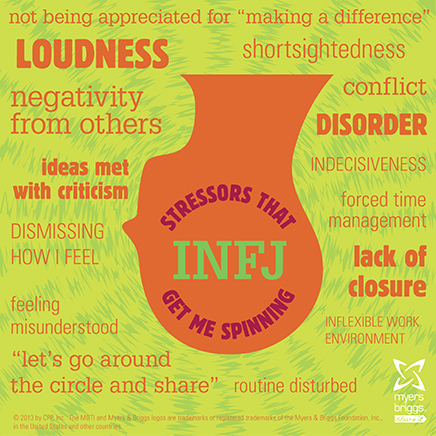 not being appreciated for “making a difference”
LOUDNESS
shortsightedness
negativity
from others
conflict
DISORDER
ideas met
with criticism
INDECISIVENESS
STRESSORS THAT
INFJ
GET ME SPINNING
forced time
management
DISMISSING
HOW I FEEL
lack of
closure
feeling
misunderstood
INFLEXIBLE WORK
ENVIRONMENT
“let’s go around
the circle and share”
routine disturbed
myers
briggs
© 2013 by CPP, Inc. The MBTI and Myers & Briggs logos are trademarks or registered trademarks of the Myers & Briggs Foundation, Inc.,
in the United States and other countries.